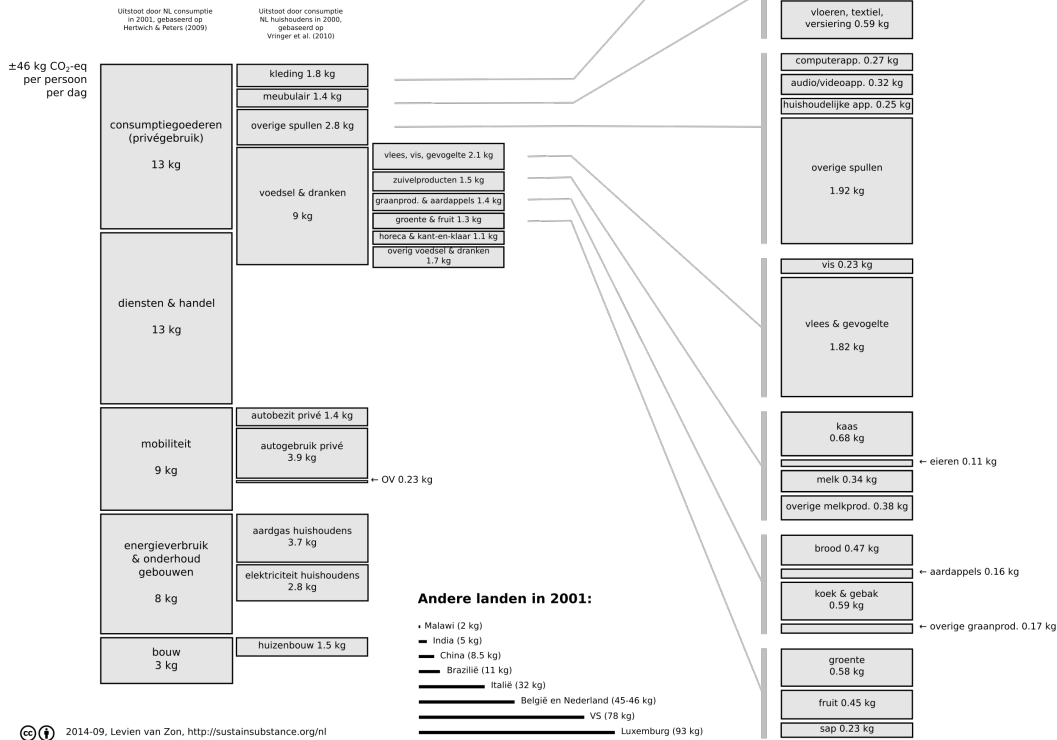 Uitstoot door NL consumptie
in 2001, gebaseerd op
Hertwich & Peters (2009)
Uitstoot door consumptie
NL huishoudens in 2000,
gebaseerd op
Vringer et al. (2010)
±46 kg CO₂-eq
per persoon
per dag
consumptiegoederen
(privégebruik)
13 kg
diensten & handel
13 kg
mobiliteit
9 kg
energieverbruik
& onderhoud
gebouwen
8 kg
bouw
3 kg
kleding 1.8 kg
meubulair 1.4 kg
overige spullen 2.8 kg
voedsel & dranken
9 kg
autobezit privé 1.4 kg
autogebruik privé
3.9 kg
← OV 0.23 kg
aardgas huishoudens
3.7 kg
elektriciteit huishoudens
2.8 kg
huizenbouw 1.5 kg
vlees, vis, gevogelte 2.1 kg
zuivelproducten 1.5 kg
graanprod. & aardappels 1.4 kg
groente & fruit 1.3 kg
horeca & kant-en-klaar 1.1 kg
overig voedsel & dranken
1.7 kg
vloeren, textiel,
versiering 0.59 kg
computerapp. 0.27 kg
audio/videoapp. 0.32 kg
huishoudelijke app. 0.25 kg
overige spullen
1.92 kg
vis 0.23 kg
vlees & gevogelte
1.82 kg
kaas
0.68 kg
← eieren 0.11 kg
melk 0.34 kg
overige melkprod. 0.38 kg
brood 0.47 kg
← aardappels 0.16 kg
koek & gebak
0.59 kg
← overige graanprod. 0.17 kg
groente
0.58 kg
fruit 0.45 kg
sap 0.23 kg
Andere landen in 2001:
Malawi (2 kg)
India (5 kg)
China (8.5 kg)
Brazilië (11 kg)
Italië (32 kg)
België en Nederland (45-46 kg)
VS (78 kg)
Luxemburg (93 kg)
cc
2014-09, Levien van Zon, http://sustainsubstance.org/nl